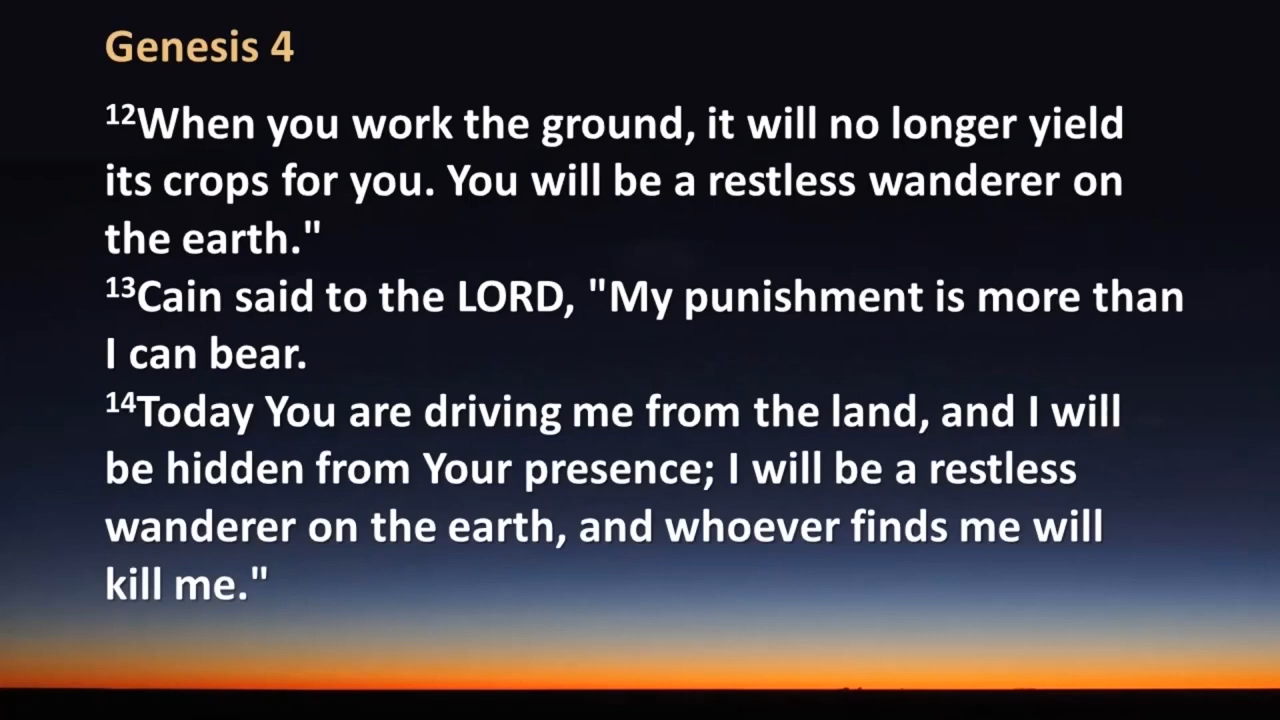 Genesis 4
¹²When you work the ground, it will no longer yield
its crops for you. You will be a restless wanderer on
the earth."
¹³Cain said to the LORD, "My punishment is more than
I can bear.
¹⁴Today You are driving me from the land, and I will
be hidden from Your presence; I will be a restless
wanderer on the earth, and whoever finds me will
kill me."